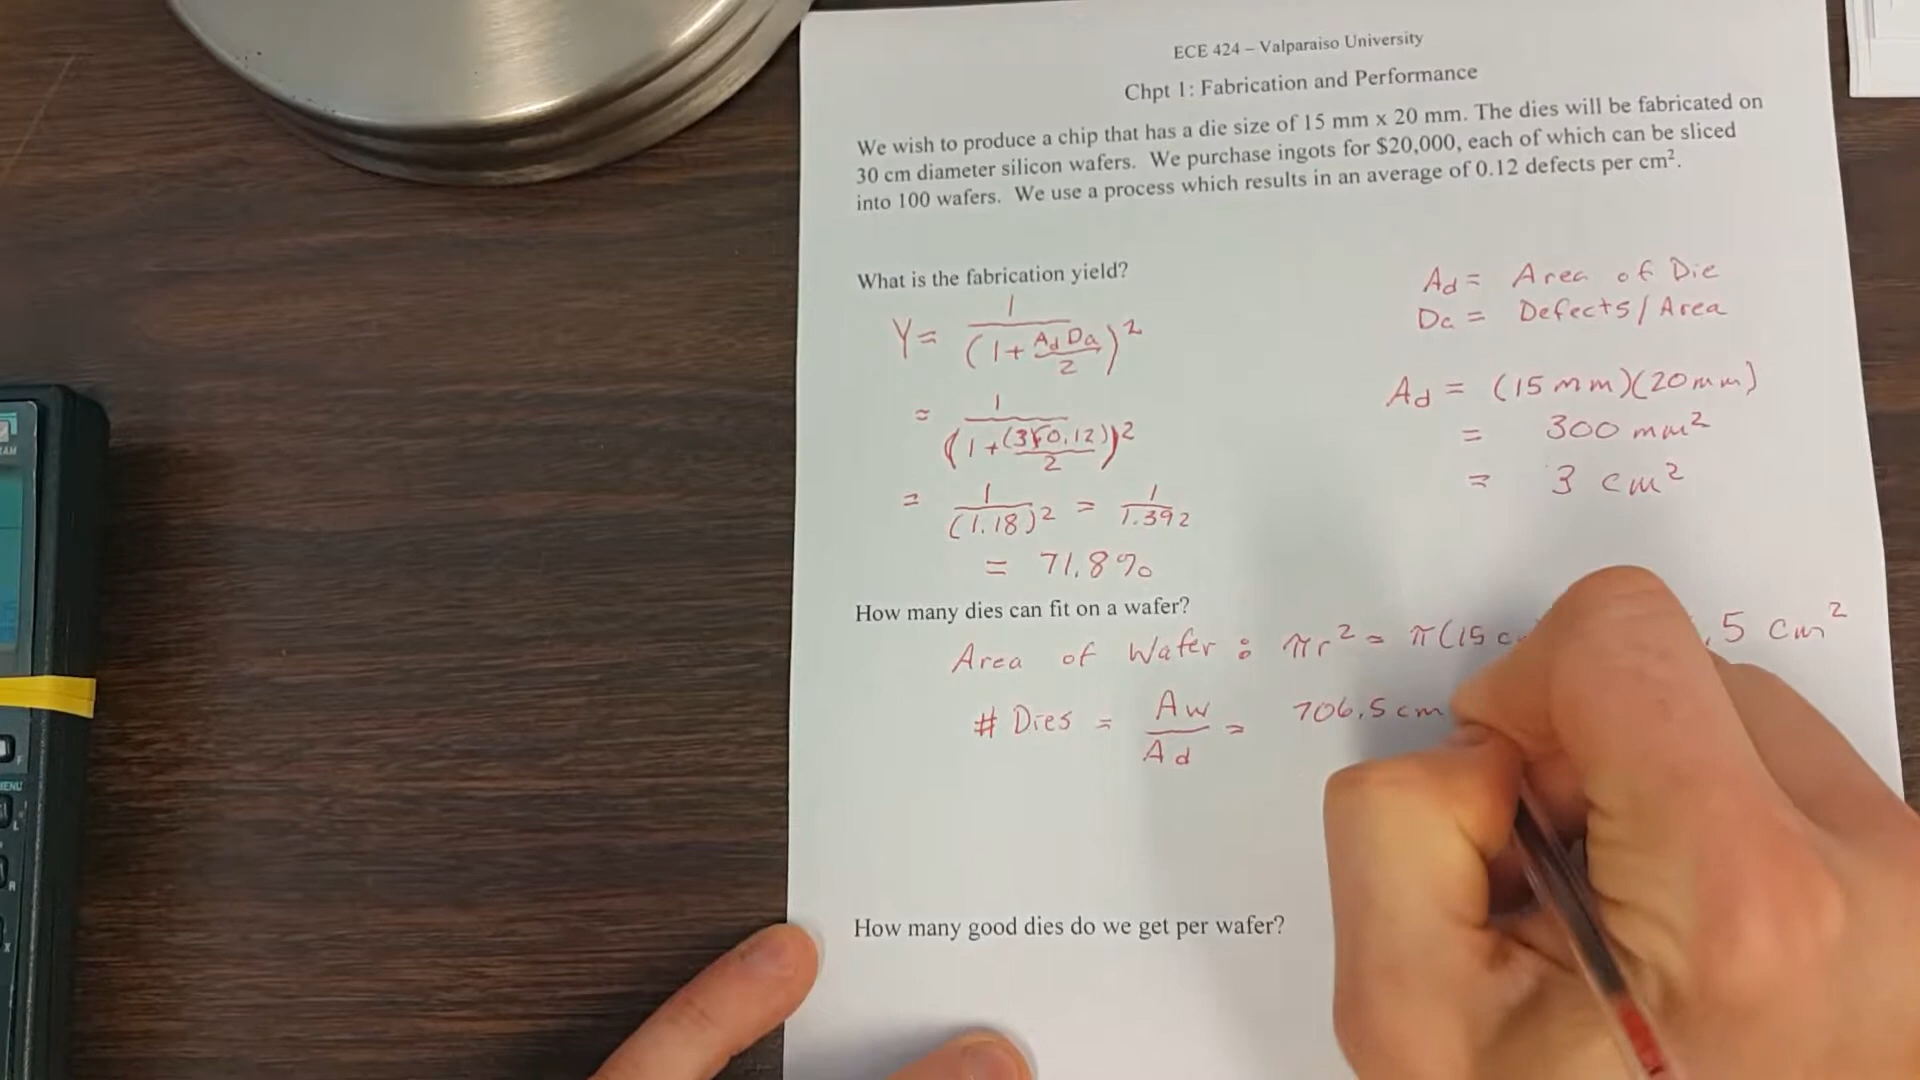 ECE 424 – Valparaiso University
Chpt 1: Fabrication and Performance
We wish to produce a chip that has a die size of 15 mm x 20 mm. The dies will be fabricated on
30 cm diameter silicon wafers. We purchase ingots for $20,000, each of which can be sliced
into 100 wafers. We use a process which results in an average of 0.12 defects per cm².
What is the fabrication yield?
Y = 1 / (1 + Ad Da / 2)²
= 1 / (1 + (3)(0.12) / 2)²
= 1 / (1.18)² = 1 / 1.392
= 71.8%
Ad = Area of Die
Da = Defects / Area
Ad = (15 mm)(20 mm)
= 300 mm²
= 3 cm²
How many dies can fit on a wafer?
Area of Wafer : πr² = π(15 c .5 cm²
# Dies = Aw / Ad = 706.5 cm
How many good dies do we get per wafer?
MENU